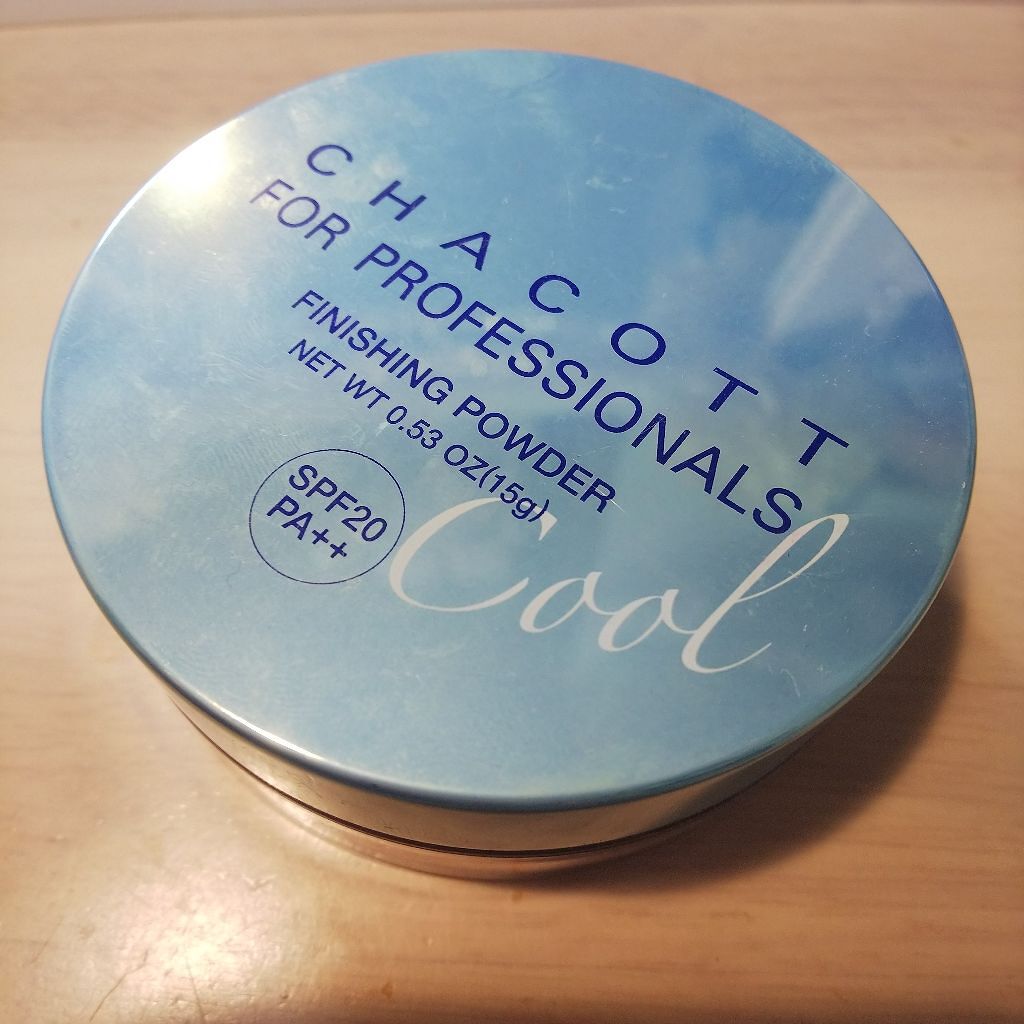 CHACOTT
FOR PROFESSIONALS
FINISHING POWDER
NET WT 0.53 OZ(15g)
SPF20
PA++
Cool